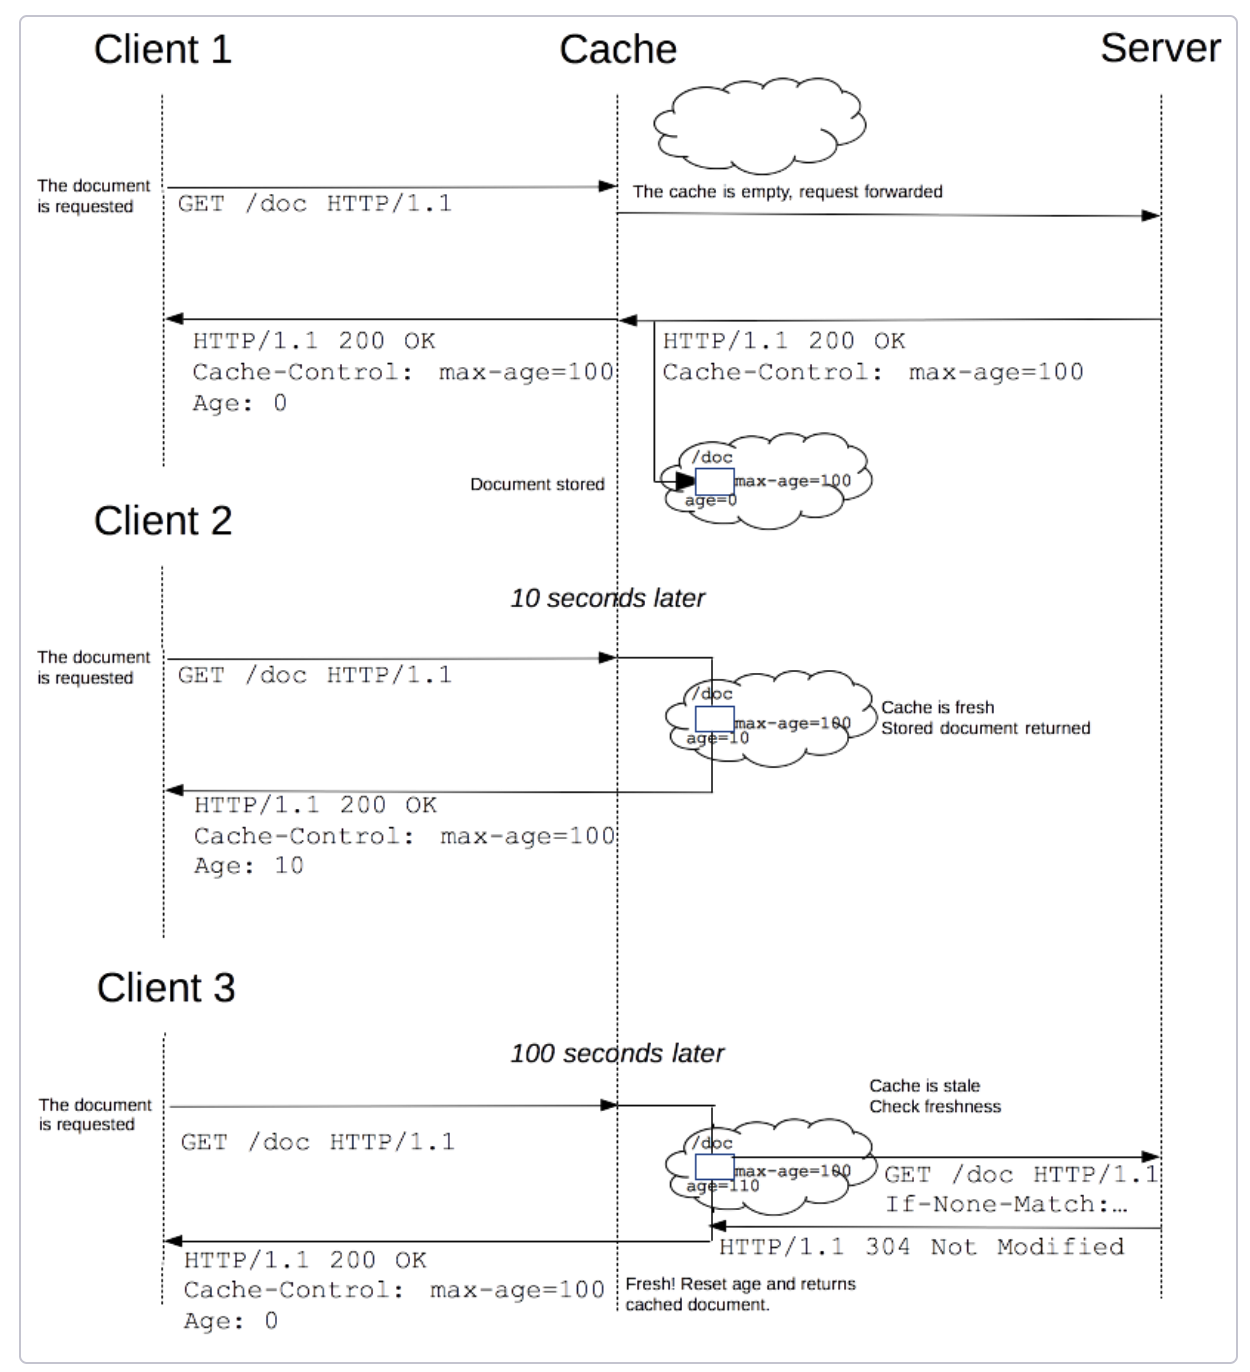 Client 1
Cache
Server
The document
is requested
GET /doc HTTP/1.1
The cache is empty, request forwarded
HTTP/1.1 200 OK
Cache-Control: max-age=100
Age: 0
HTTP/1.1 200 OK
Cache-Control: max-age=100
Document stored
/doc
max-age=100
age=0
Client 2
10 seconds later
The document
is requested
GET /doc HTTP/1.1
/doc
max-age=100
age=10
Cache is fresh
Stored document returned
HTTP/1.1 200 OK
Cache-Control: max-age=100
Age: 10
Client 3
100 seconds later
The document
is requested
GET /doc HTTP/1.1
Cache is stale
Check freshness
/doc
max-age=100
age=110
GET /doc HTTP/1.1
If-None-Match:…
HTTP/1.1 304 Not Modified
HTTP/1.1 200 OK
Cache-Control: max-age=100
Age: 0
Fresh! Reset age and returns
cached document.